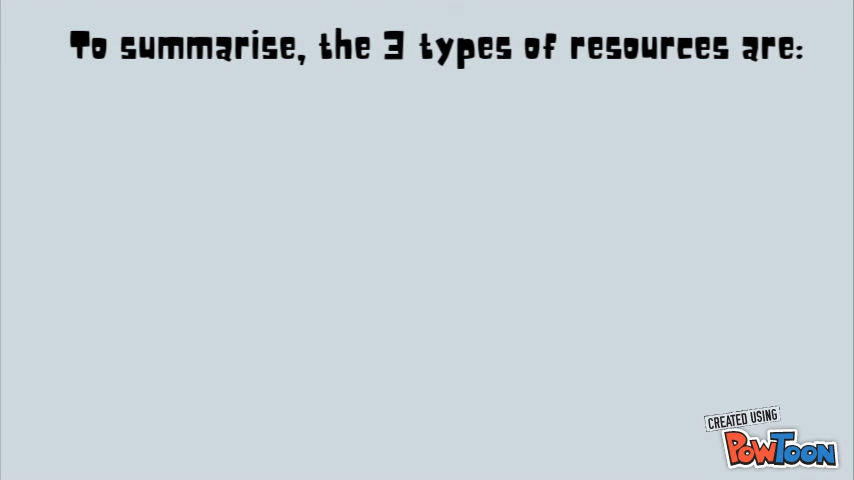 To summarise, the 3 types of resources are:
CREATED USING
POWTOON